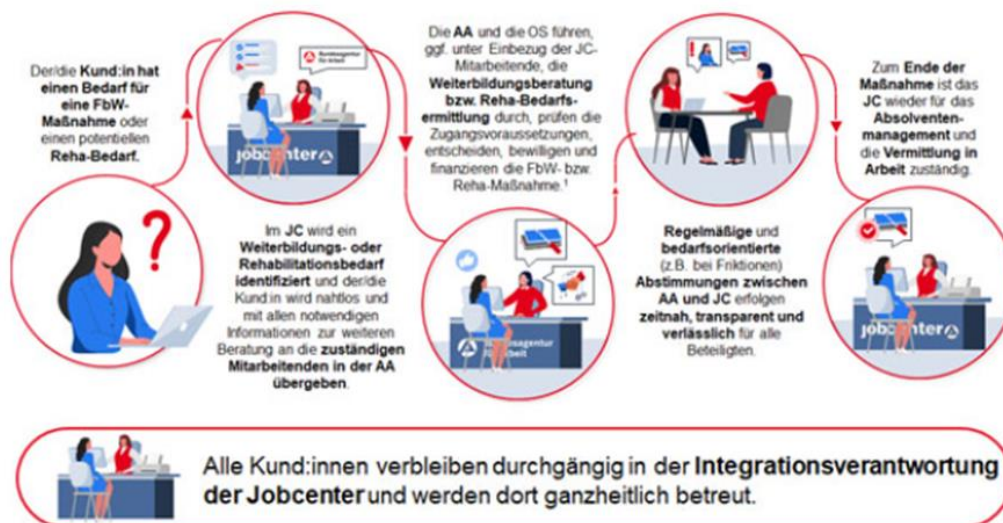 Der/die Kund:in hat
einen Bedarf für
eine FbW-
Maßnahme oder
einen potentiellen
Reha-Bedarf.
Bundesagentur
für Arbeit
jobcenter
Im JC wird ein
Weiterbildungs- oder
Rehabilitationsbedarf
identifiziert und der/die
Kund:in wird nahtlos und
mit allen notwendigen
Informationen zur weiteren
Beratung an die zuständigen
Mitarbeitenden in der AA
übergeben.
Die AA und die OS führen,
ggf. unter Einbezug der JC-
Mitarbeitende, die
Weiterbildungsberatung
bzw. Reha-Bedarfs-
ermittlung durch, prüfen die
Zugangsvoraussetzungen,
entscheiden, bewilligen und
finanzieren die FbW- bzw.
Reha-Maßnahme.¹
Regelmäßige und
bedarfsorientierte
(z.B. bei Friktionen)
Abstimmungen zwischen
AA und JC erfolgen
zeitnah, transparent und
verlässlich für alle
Beteiligten.
Zum Ende der
Maßnahme ist das
JC wieder für das
Absolventen-
management und
die Vermittlung in
Arbeit zuständig.
jobcenter
Alle Kund:innen verbleiben durchgängig in der Integrationsverantwortung
der Jobcenter und werden dort ganzheitlich betreut.